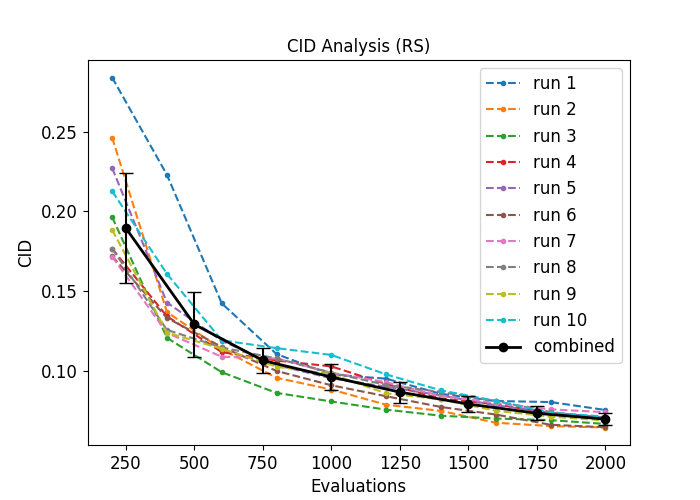 CID Analysis (RS)
CID
0.25
0.20
0.15
0.10
run 1
run 2
run 3
run 4
run 5
run 6
run 7
run 8
run 9
run 10
combined
250 500 750 1000 1250 1500 1750 2000
Evaluations